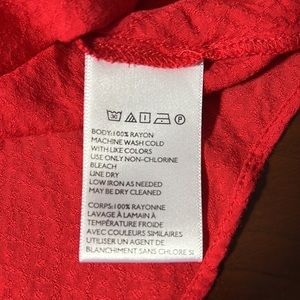 BODY:100% RAYON
MACHINE WASH COLD
WITH LIKE COLORS
USE ONLY NON-CHLORINE
BLEACH
LINE DRY
LOW IRON AS NEEDED
MAY BE DRY CLEANED
CORPS:100% RAYONNE
LAVAGE À LAMAIN À
TEMPÉRATURE FROIDE
AVEC COULEURS SIMILAIRES
UTILISER UN AGENT DE
BLANCHIMENT SANS CHLORE SI